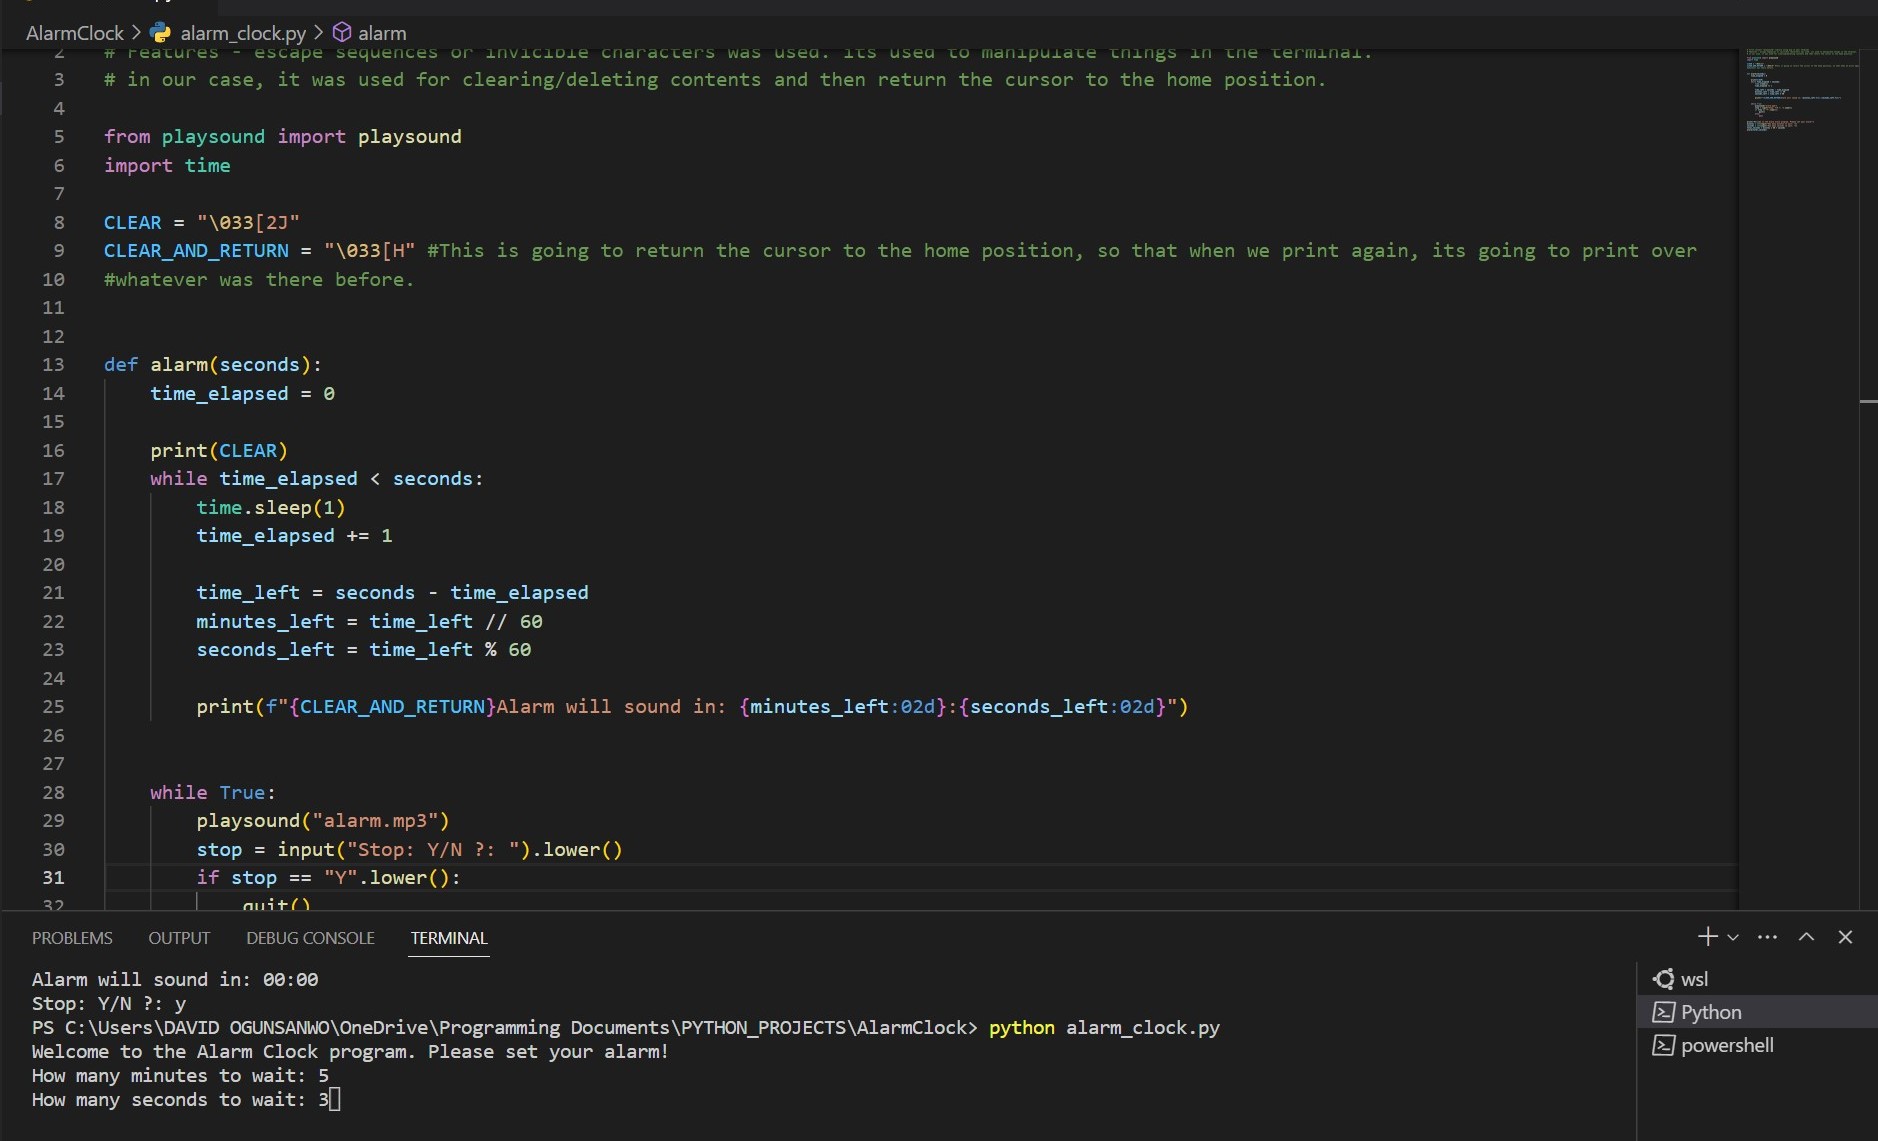 AlarmClock > alarm_clock.py > alarm
2 # Features - escape sequences or invicible characters was used. its used to manipulate things in the terminal.
3 # in our case, it was used for clearing/deleting contents and then return the cursor to the home position.
4
5 from playsound import playsound
6 import time
7
8 CLEAR = "\033[2J"
9 CLEAR_AND_RETURN = "\033[H" #This is going to return the cursor to the home position, so that when we print again, its going to print over
10 #whatever was there before.
11
12
13 def alarm(seconds):
14     time_elapsed = 0
15
16     print(CLEAR)
17     while time_elapsed < seconds:
18         time.sleep(1)
19         time_elapsed += 1
20
21         time_left = seconds - time_elapsed
22         minutes_left = time_left // 60
23         seconds_left = time_left % 60
24
25         print(f"{CLEAR_AND_RETURN}Alarm will sound in: {minutes_left:02d}:{seconds_left:02d}")
26
27
28     while True:
29         playsound("alarm.mp3")
30         stop = input("Stop: Y/N ?: ").lower()
31         if stop == "Y".lower():
32             quit()
PROBLEMS OUTPUT DEBUG CONSOLE TERMINAL
Alarm will sound in: 00:00
Stop: Y/N ?: y
PS C:\Users\DAVID OGUNSANWO\OneDrive\Programming Documents\PYTHON_PROJECTS\AlarmClock> python alarm_clock.py
Welcome to the Alarm Clock program. Please set your alarm!
How many minutes to wait: 5
How many seconds to wait: 3
wsl
Python
powershell